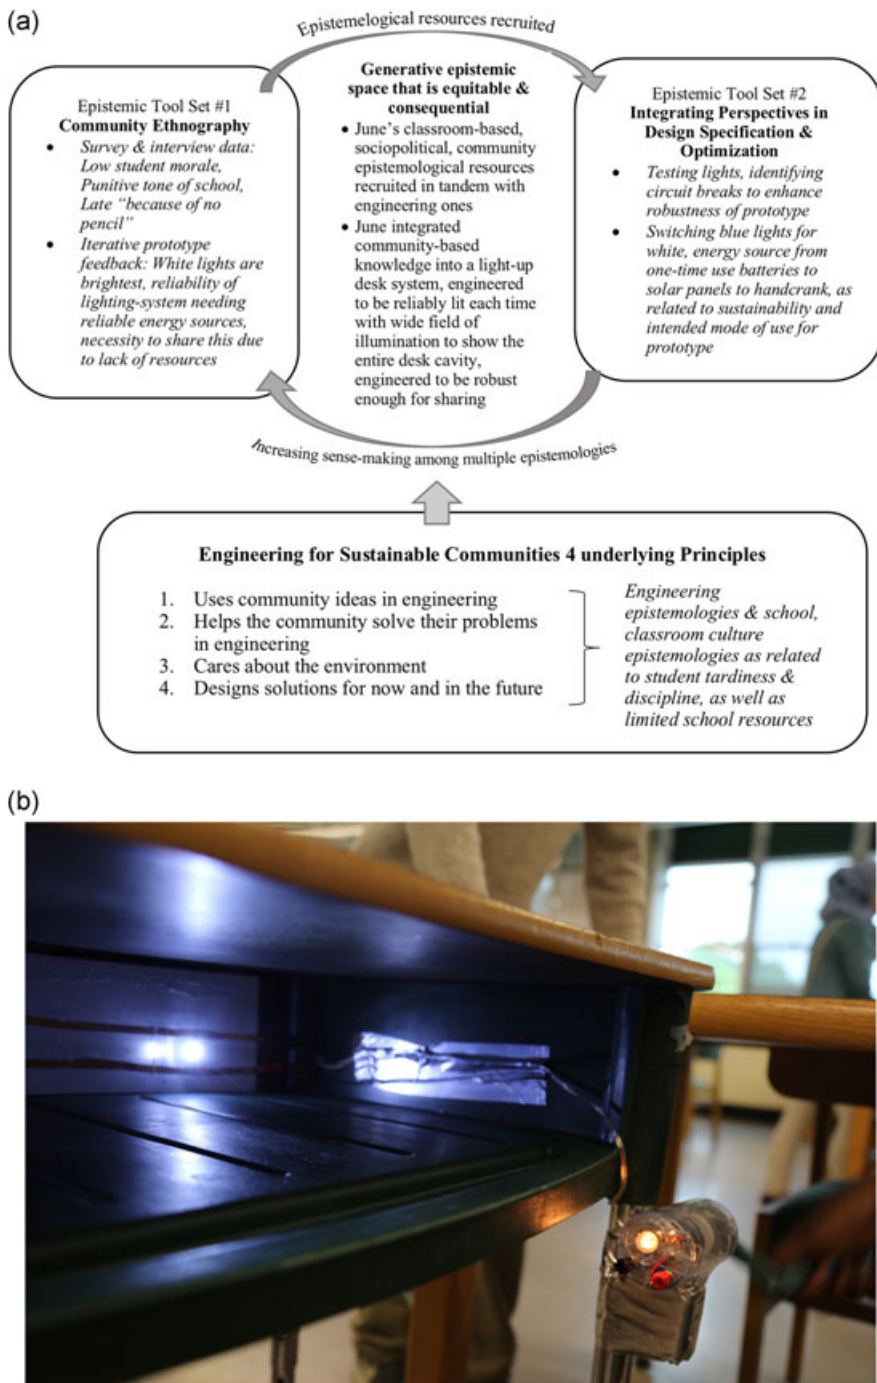 (a)
Epistemelogical resources recruited
Epistemic Tool Set #1
Community Ethnography
• Survey & interview data:
Low student morale,
Punitive tone of school,
Late “because of no
pencil”
• Iterative prototype
feedback: White lights are
brightest, reliability of
lighting-system needing
reliable energy sources,
necessity to share this due
to lack of resources
Generative epistemic
space that is equitable &
consequential
• June’s classroom-based,
sociopolitical, community
epistemological resources
recruited in tandem with
engineering ones
• June integrated
community-based
knowledge into a light-up
desk system, engineered
to be reliably lit each time
with wide field of
illumination to show the
entire desk cavity,
engineered to be robust
enough for sharing
Epistemic Tool Set #2
Integrating Perspectives in
Design Specification &
Optimization
• Testing lights, identifying
circuit breaks to enhance
robustness of prototype
• Switching blue lights for
white, energy source from
one-time use batteries to
solar panels to handcrank, as
related to sustainability and
intended mode of use for
prototype
Increasing sense-making among multiple epistemologies
Engineering for Sustainable Communities 4 underlying Principles
1. Uses community ideas in engineering
2. Helps the community solve their problems
in engineering
3. Cares about the environment
4. Designs solutions for now and in the future
Engineering
epistemologies & school,
classroom culture
epistemologies as related
to student tardiness &
discipline, as well as
limited school resources
(b)